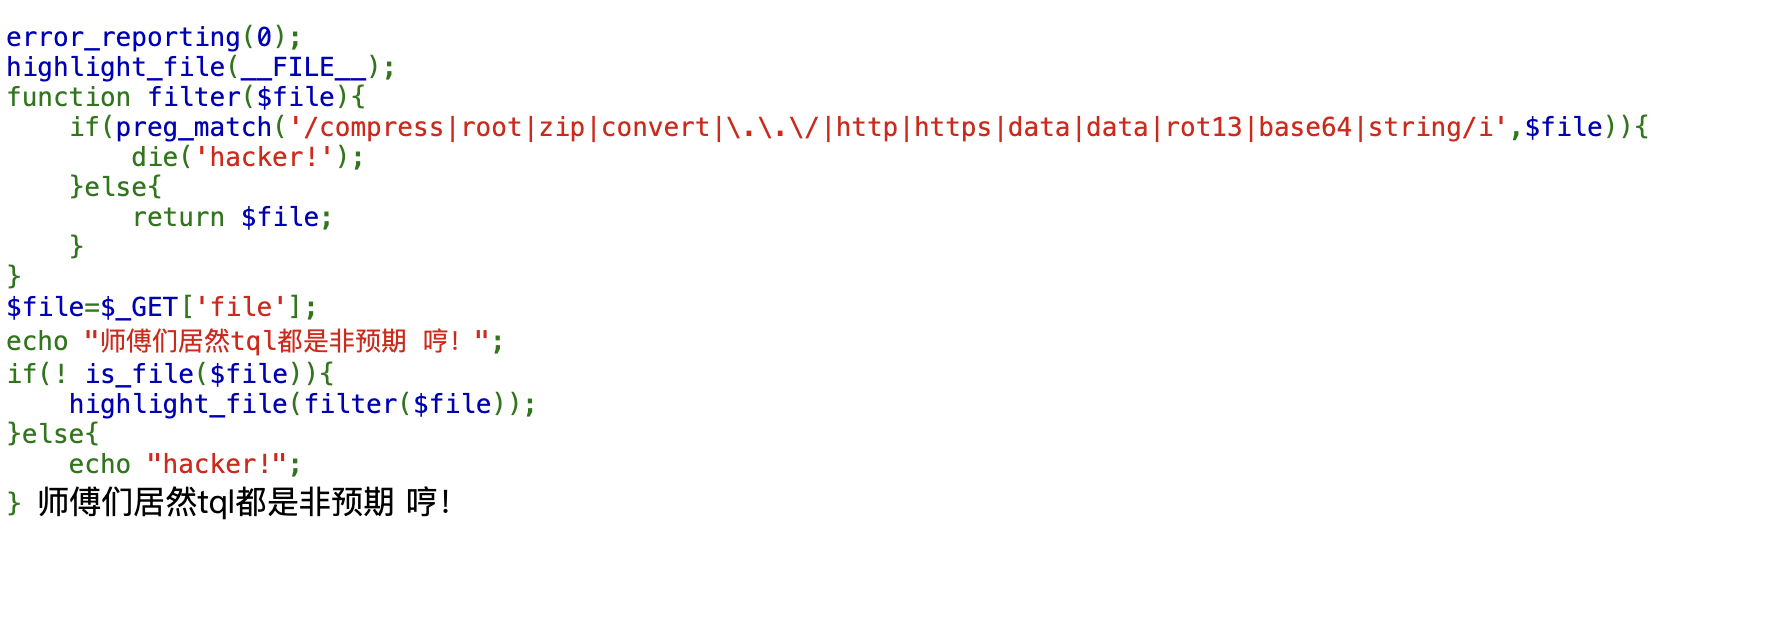 error_reporting(0);
highlight_file(__FILE__);
function filter($file){
    if(preg_match('/compress|root|zip|convert|\.\.\/|http|https|data|data|rot13|base64|string/i',$file)){
        die('hacker!');
    }else{
        return $file;
    }
}
$file=$_GET['file'];
echo "师傅们居然tql都是非预期 哼！";
if(! is_file($file)){
    highlight_file(filter($file));
}else{
    echo "hacker!";
} 师傅们居然tql都是非预期 哼！